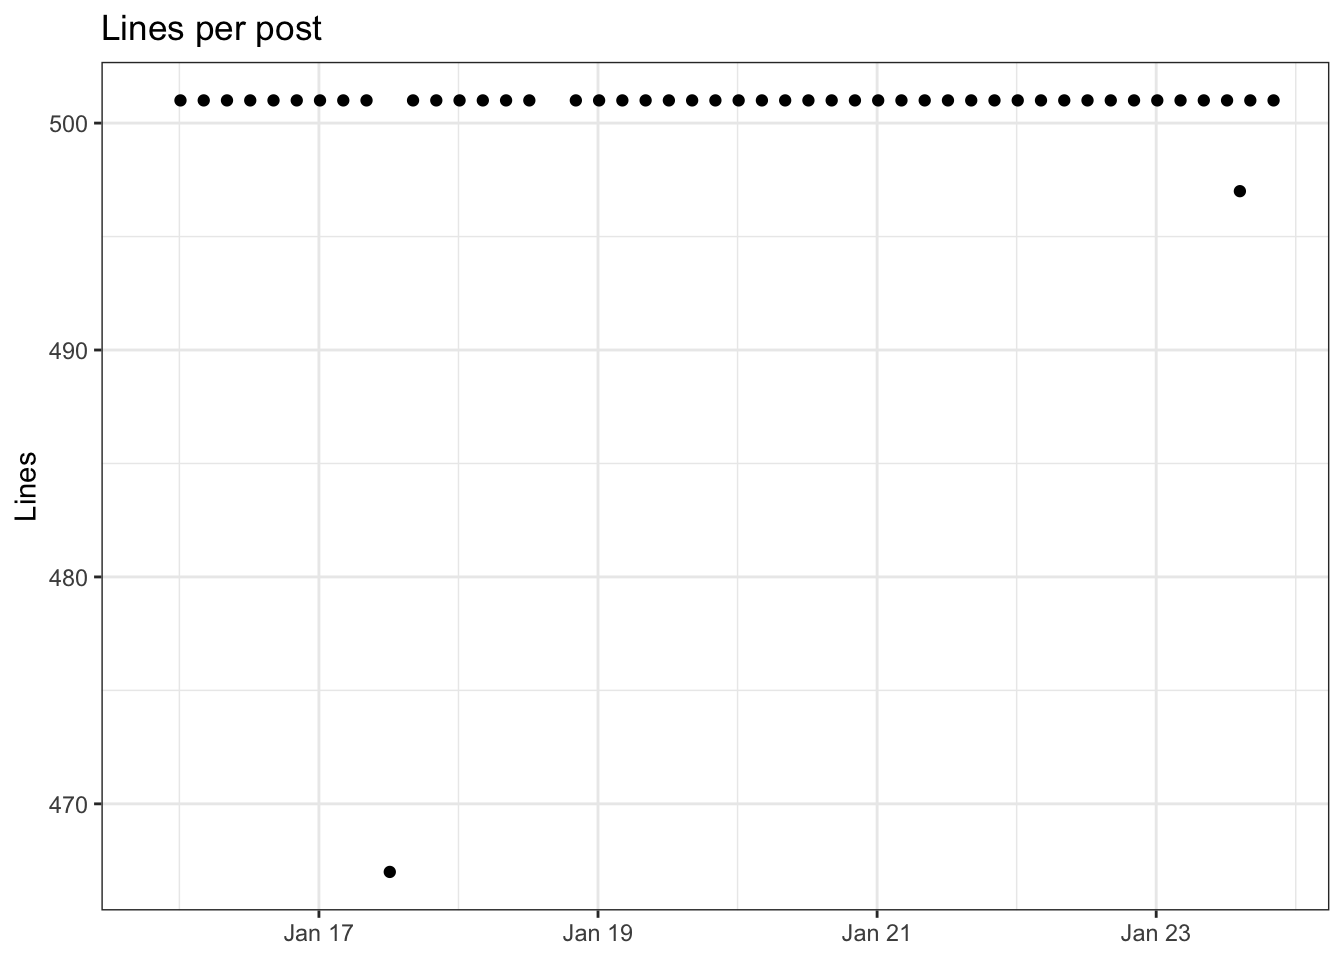 Lines per post
500
490
480
470
Lines
Jan 17
Jan 19
Jan 21
Jan 23